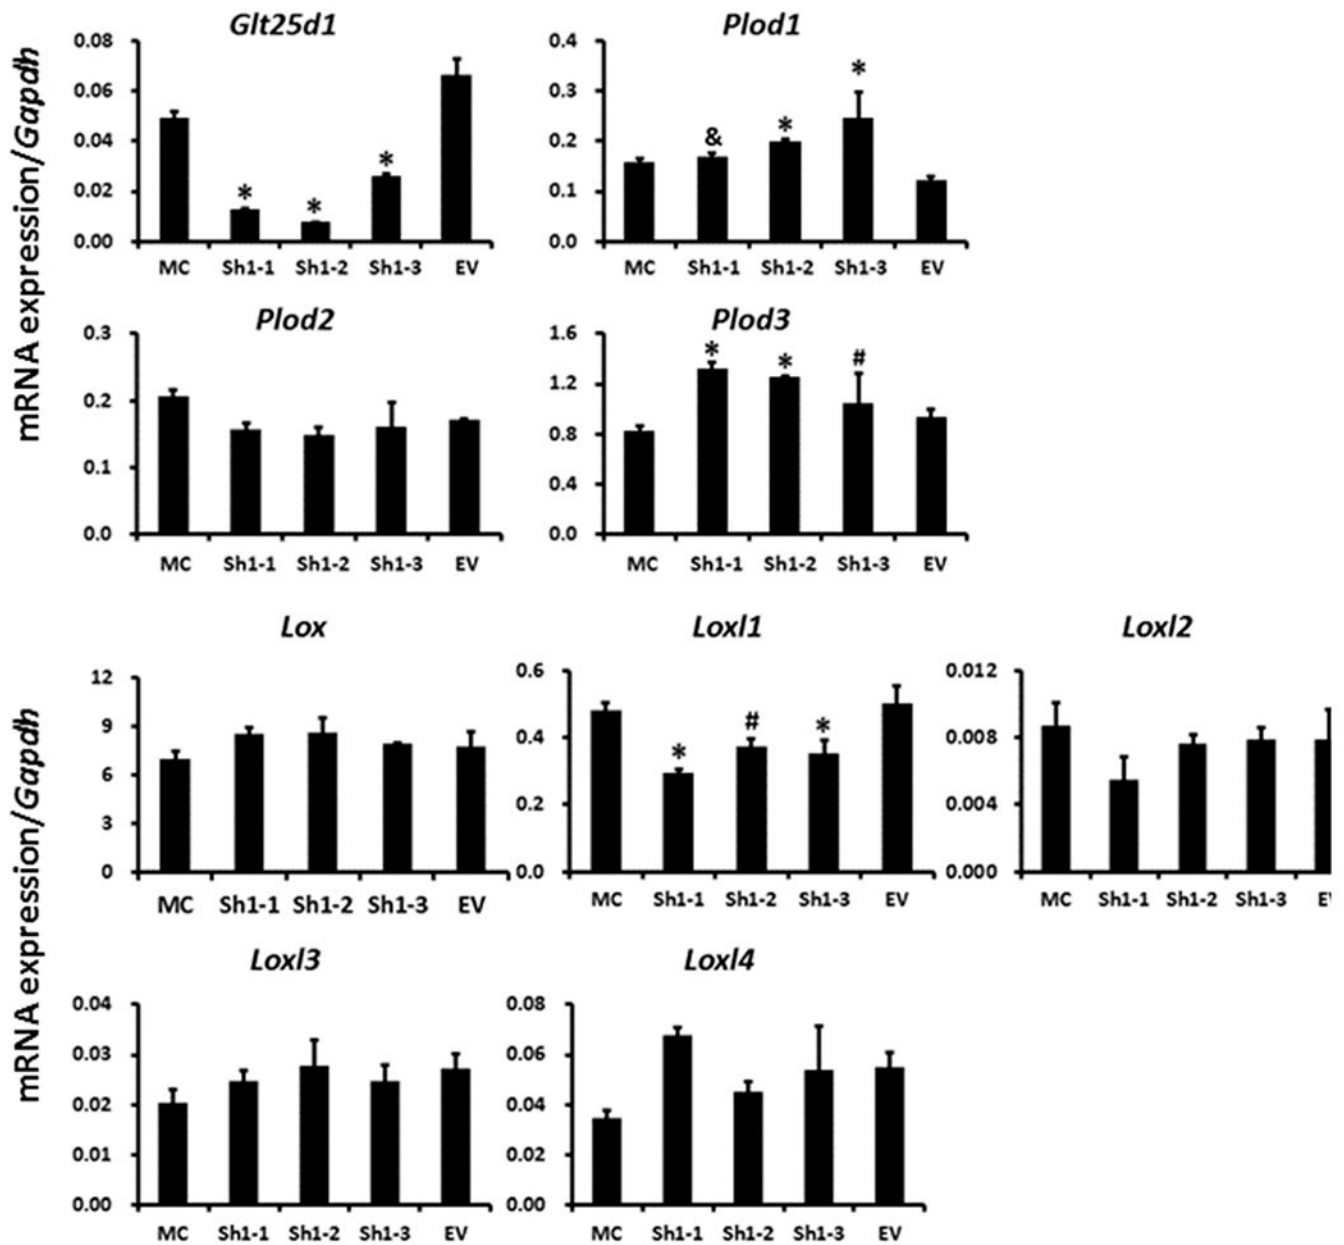 Glt25d1
Plod1
mRNA expression/Gapdh
0.08
0.06
0.04
0.02
0.00
*
*
*
MC Sh1-1 Sh1-2 Sh1-3 EV
0.4
0.3
0.2
0.1
0.0
&
*
*
MC Sh1-1 Sh1-2 Sh1-3 EV
Plod2
Plod3
0.3
0.2
0.1
0.0
MC Sh1-1 Sh1-2 Sh1-3 EV
1.6
1.2
0.8
0.4
0.0
*
*
#
MC Sh1-1 Sh1-2 Sh1-3 EV
Lox
Loxl1
Loxl2
mRNA expression/Gapdh
12
9
6
3
0
MC Sh1-1 Sh1-2 Sh1-3 EV
0.6
0.4
0.2
0.0
*
#
*
MC Sh1-1 Sh1-2 Sh1-3 EV
0.012
0.008
0.004
0.000
MC Sh1-1 Sh1-2 Sh1-3 E
Loxl3
Loxl4
0.04
0.03
0.02
0.01
0.00
MC Sh1-1 Sh1-2 Sh1-3 EV
0.08
0.06
0.04
0.02
0.00
MC Sh1-1 Sh1-2 Sh1-3 EV